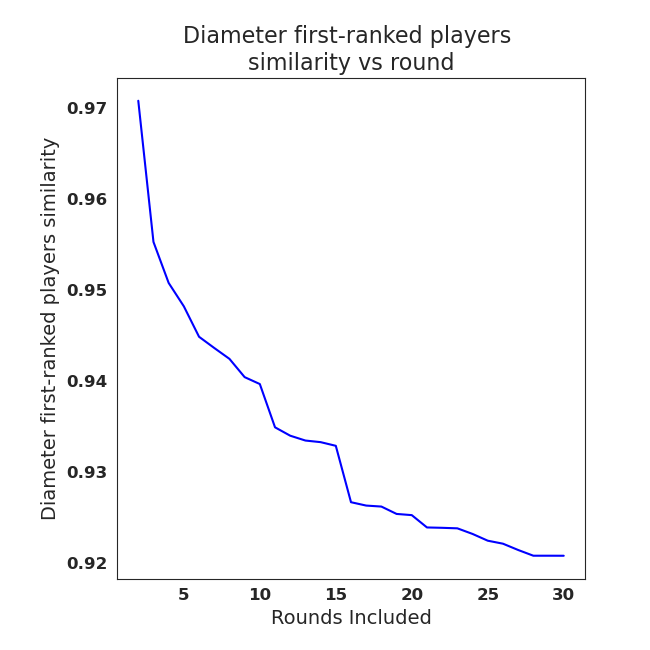 Diameter first-ranked players
similarity vs round
Diameter first-ranked players similarity
0.97
0.96
0.95
0.94
0.93
0.92
5 10 15 20 25 30
Rounds Included